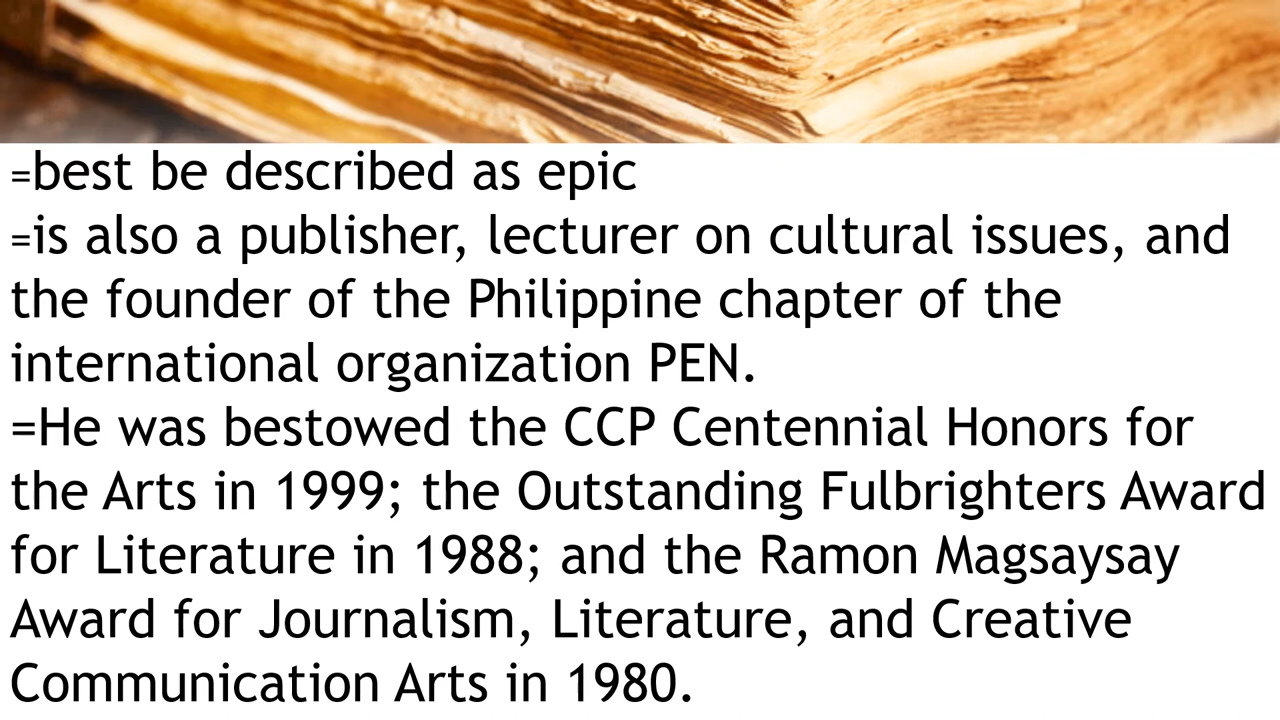 =best be described as epic
=is also a publisher, lecturer on cultural issues, and
the founder of the Philippine chapter of the
international organization PEN.
=He was bestowed the CCP Centennial Honors for
the Arts in 1999; the Outstanding Fulbrighters Award
for Literature in 1988; and the Ramon Magsaysay
Award for Journalism, Literature, and Creative
Communication Arts in 1980.